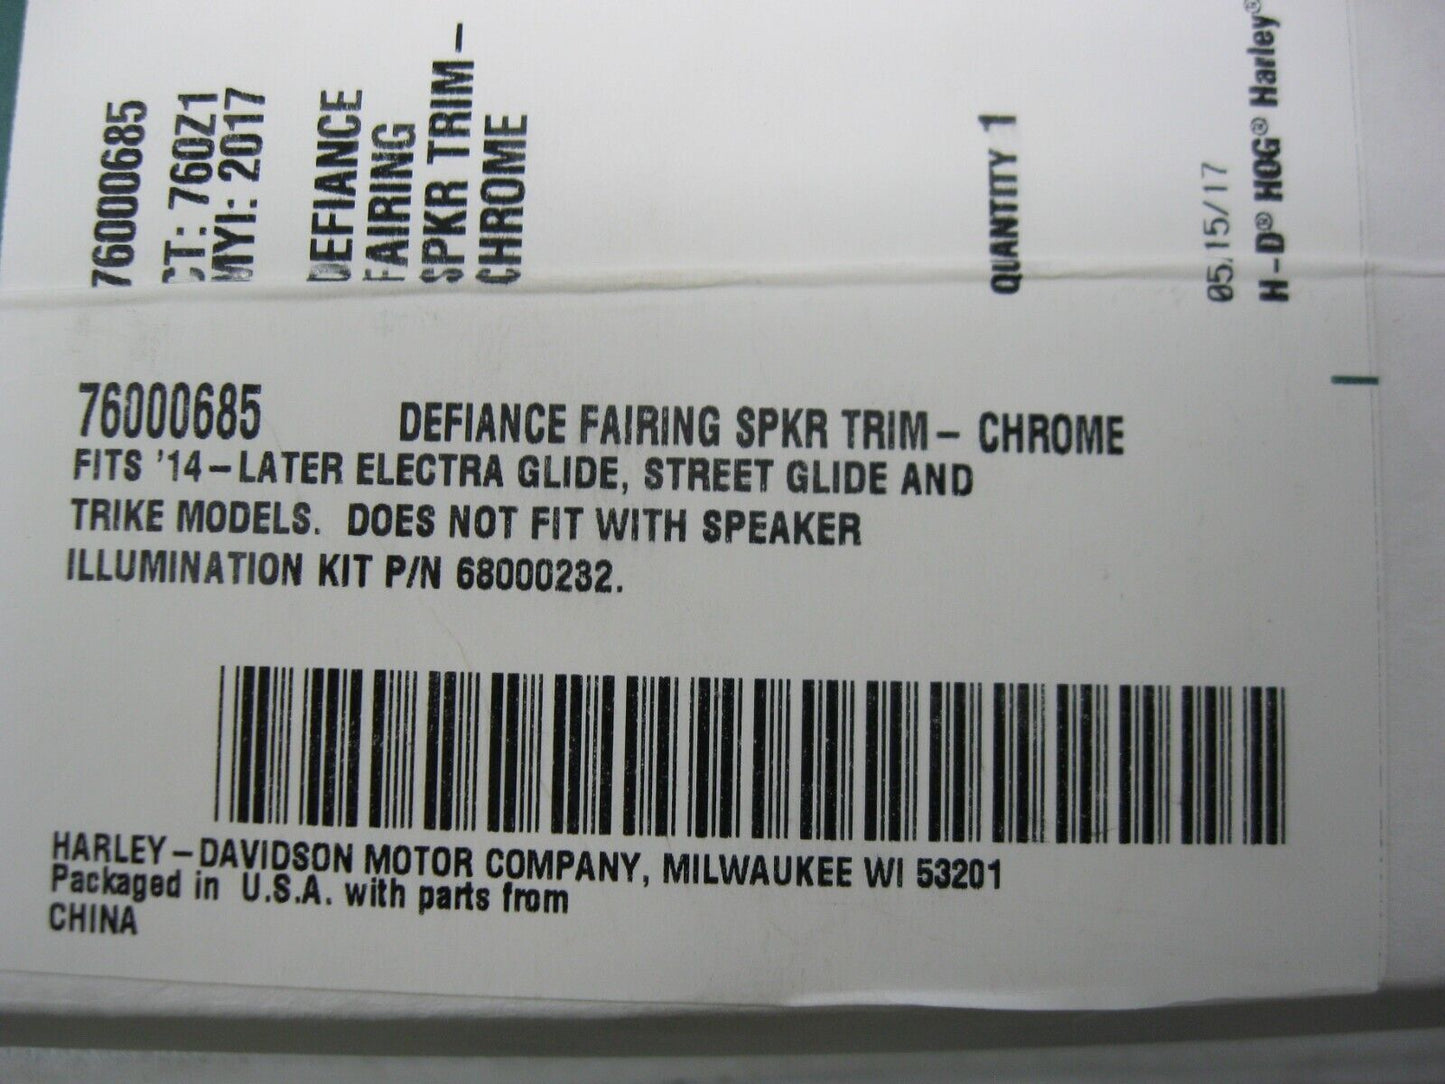 76000685
CT: 760Z1
MYI: 2017
DEFIANCE
FAIRING
SPKR TRIM–
CHROME
QUANTITY 1
05/15/17
H-D® HOG® Harley®
76000685 DEFIANCE FAIRING SPKR TRIM– CHROME
FITS '14–LATER ELECTRA GLIDE, STREET GLIDE AND
TRIKE MODELS. DOES NOT FIT WITH SPEAKER
ILLUMINATION KIT P/N 68000232.
HARLEY–DAVIDSON MOTOR COMPANY, MILWAUKEE WI 53201
Packaged in U.S.A. with parts from
CHINA